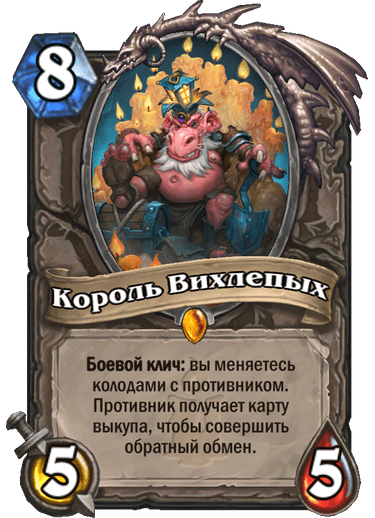 8
Король Вихлепых
Боевой клич: вы меняетесь
колодами с противником.
Противник получает карту
выкупа, чтобы совершить
обратный обмен.
5
5